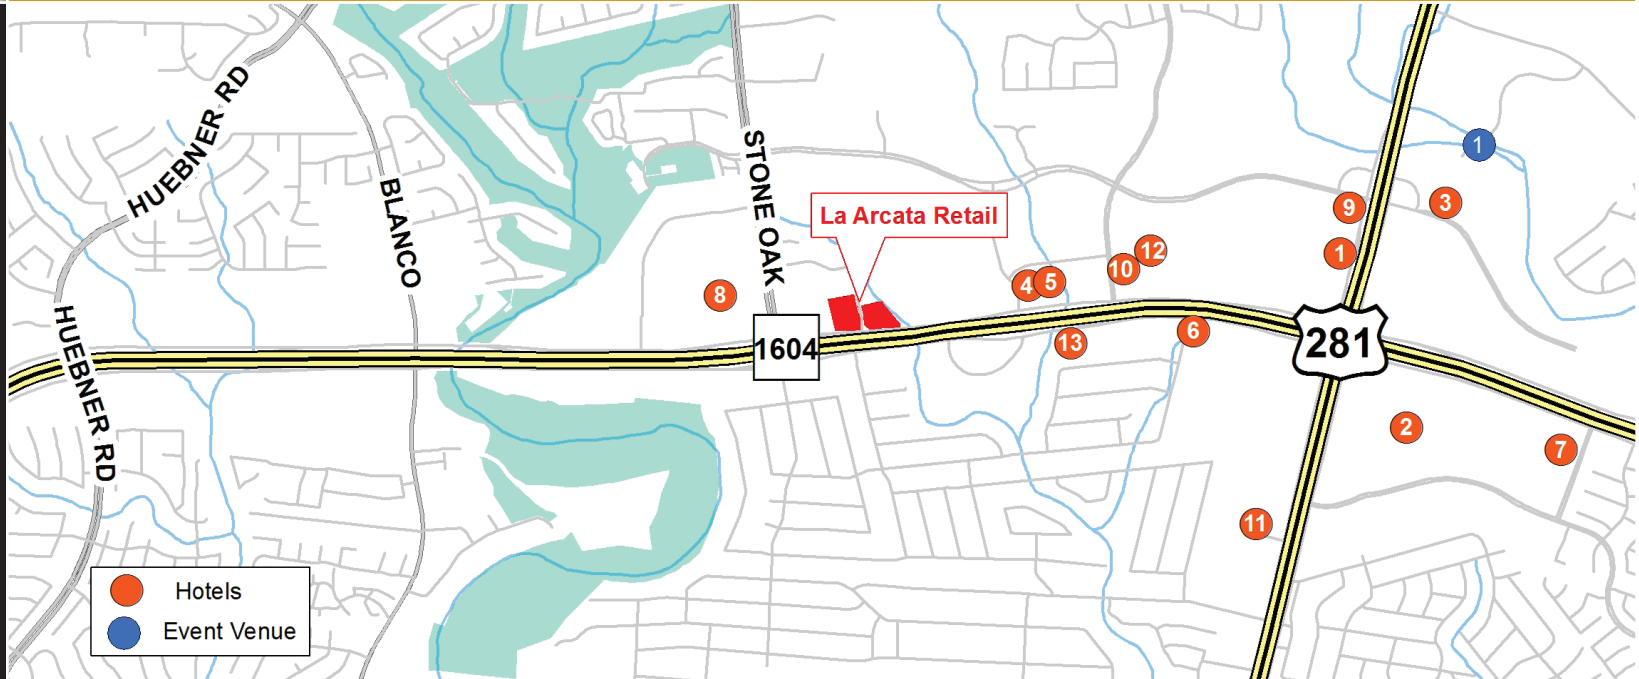 HUEBNER RD
BLANCO
STONE OAK
La Arcata Retail
1
9
3
1
12
10
4
5
8
HUEBNER RD
1604
13
6
281
2
7
11
Hotels
Event Venue